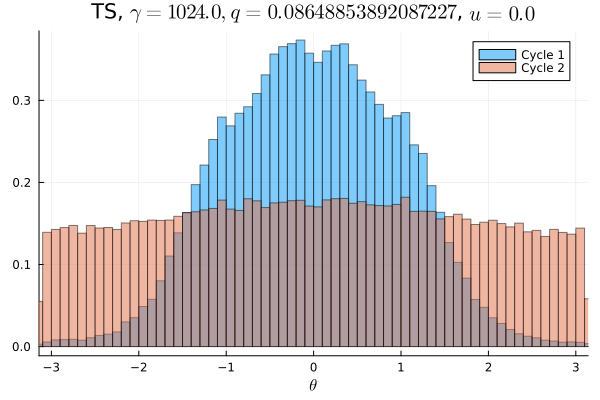 TS, γ = 1024.0, q = 0.08648853892087227, u = 0.0
Cycle 1
Cycle 2
0.3
0.2
0.1
0.0
−3
−2
−1
0
1
2
3
θ